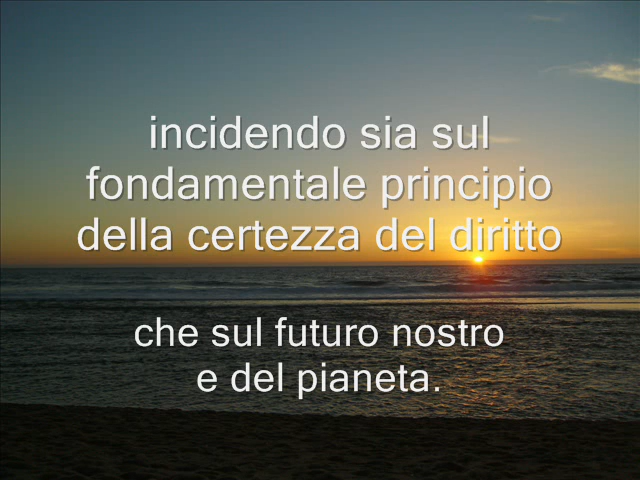 incidendo sia sul
fondamentale principio
della certezza del diritto
che sul futuro nostro
e del pianeta.